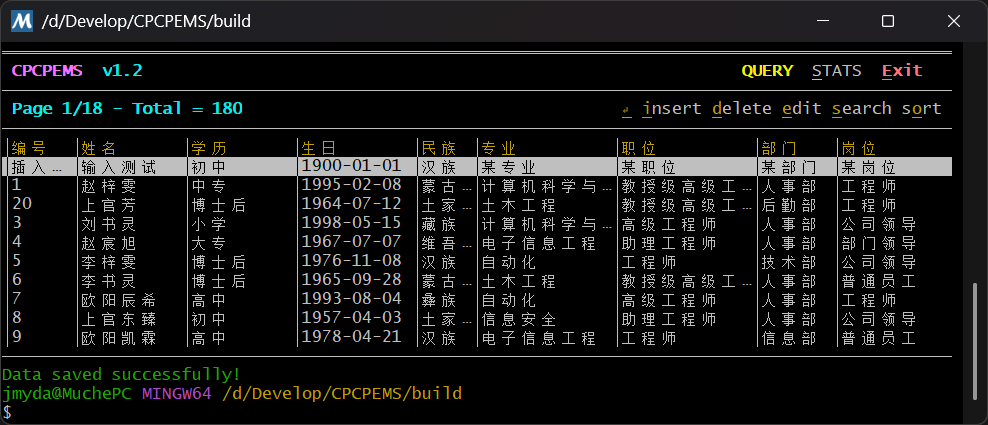 /d/Develop/CPCPEMS/build
CPCPEMS v1.2 QUERY STATS Exit
Page 1/18 - Total = 180 ↲ insert delete edit search sort
编号 姓名 学历 生日 民族 专业 职位 部门 岗位
插入… 输入测试 初中 1900-01-01 汉族 某专业 某职位 某部门 某岗位
1 赵梓雯 中专 1995-02-08 蒙古… 计算机科学与… 教授级高级工… 人事部 工程师
20 上官芳 博士后 1964-07-12 土家… 土木工程 教授级高级工… 后勤部 工程师
3 刘书灵 小学 1998-05-15 藏族 计算机科学与… 高级工程师 人事部 公司领导
4 赵宸旭 大专 1967-07-07 维吾… 电子信息工程 助理工程师 人事部 部门领导
5 李梓雯 博士后 1976-11-08 汉族 自动化 工程师 技术部 公司领导
6 李书灵 博士后 1965-09-28 蒙古… 土木工程 教授级高级工… 人事部 普通员工
7 欧阳辰希 高中 1993-08-04 彝族 自动化 高级工程师 人事部 工程师
8 上官东臻 初中 1957-04-03 土家… 信息安全 助理工程师 人事部 公司领导
9 欧阳凯霖 高中 1978-04-21 汉族 电子信息工程 工程师 信息部 普通员工
Data saved successfully!
jmyda@MuchePC MINGW64 /d/Develop/CPCPEMS/build
$